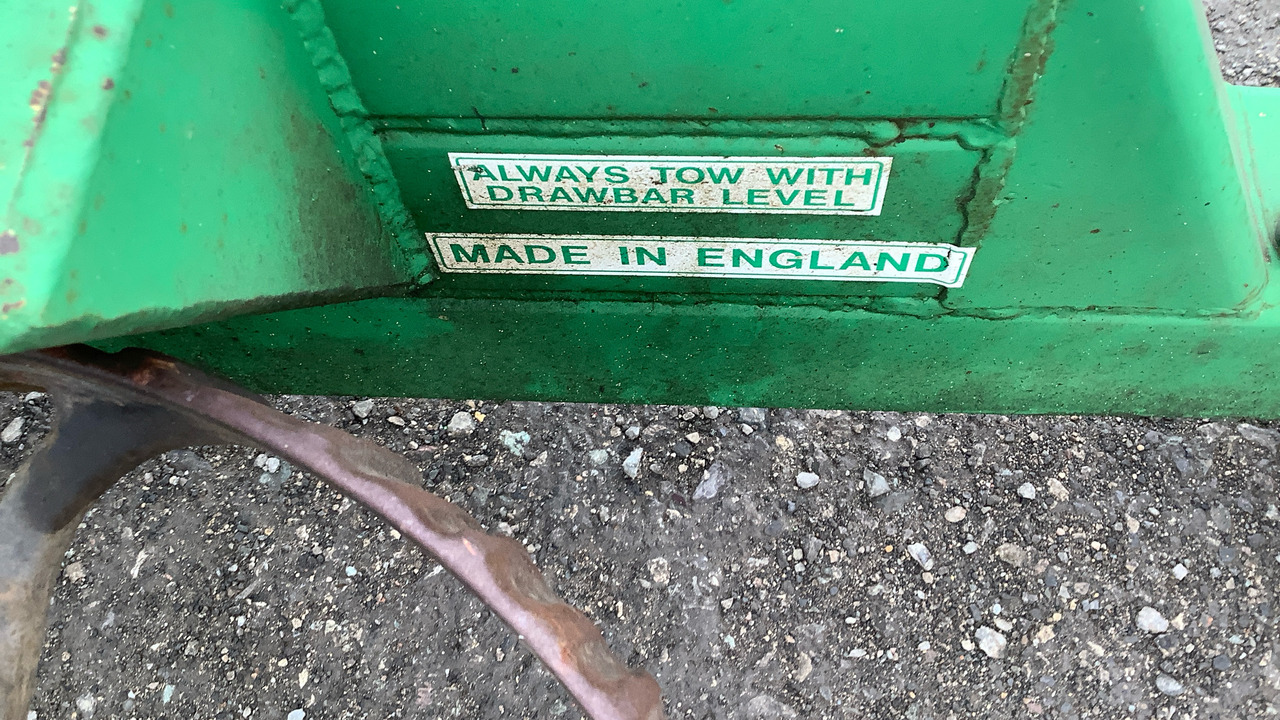 ALWAYS TOW WITH
DRAWBAR LEVEL
MADE IN ENGLAND